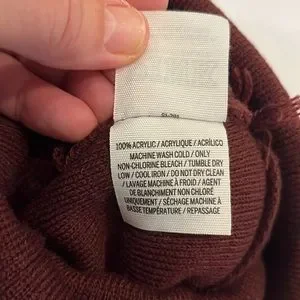 100% ACRYLIC / ACRYLIQUE / ACRÍLICO
MACHINE WASH COLD / ONLY
NON-CHLORINE BLEACH / TUMBLE DRY
LOW / COOL IRON / DO NOT DRY CLEAN
/ LAVAGE MACHINE À FROID / AGENT
DE BLANCHIMENT NON CHLORÉ
UNIQUEMENT / SÉCHAGE MACHINE À
BASSE TEMPÉRATURE / REPASSAGE